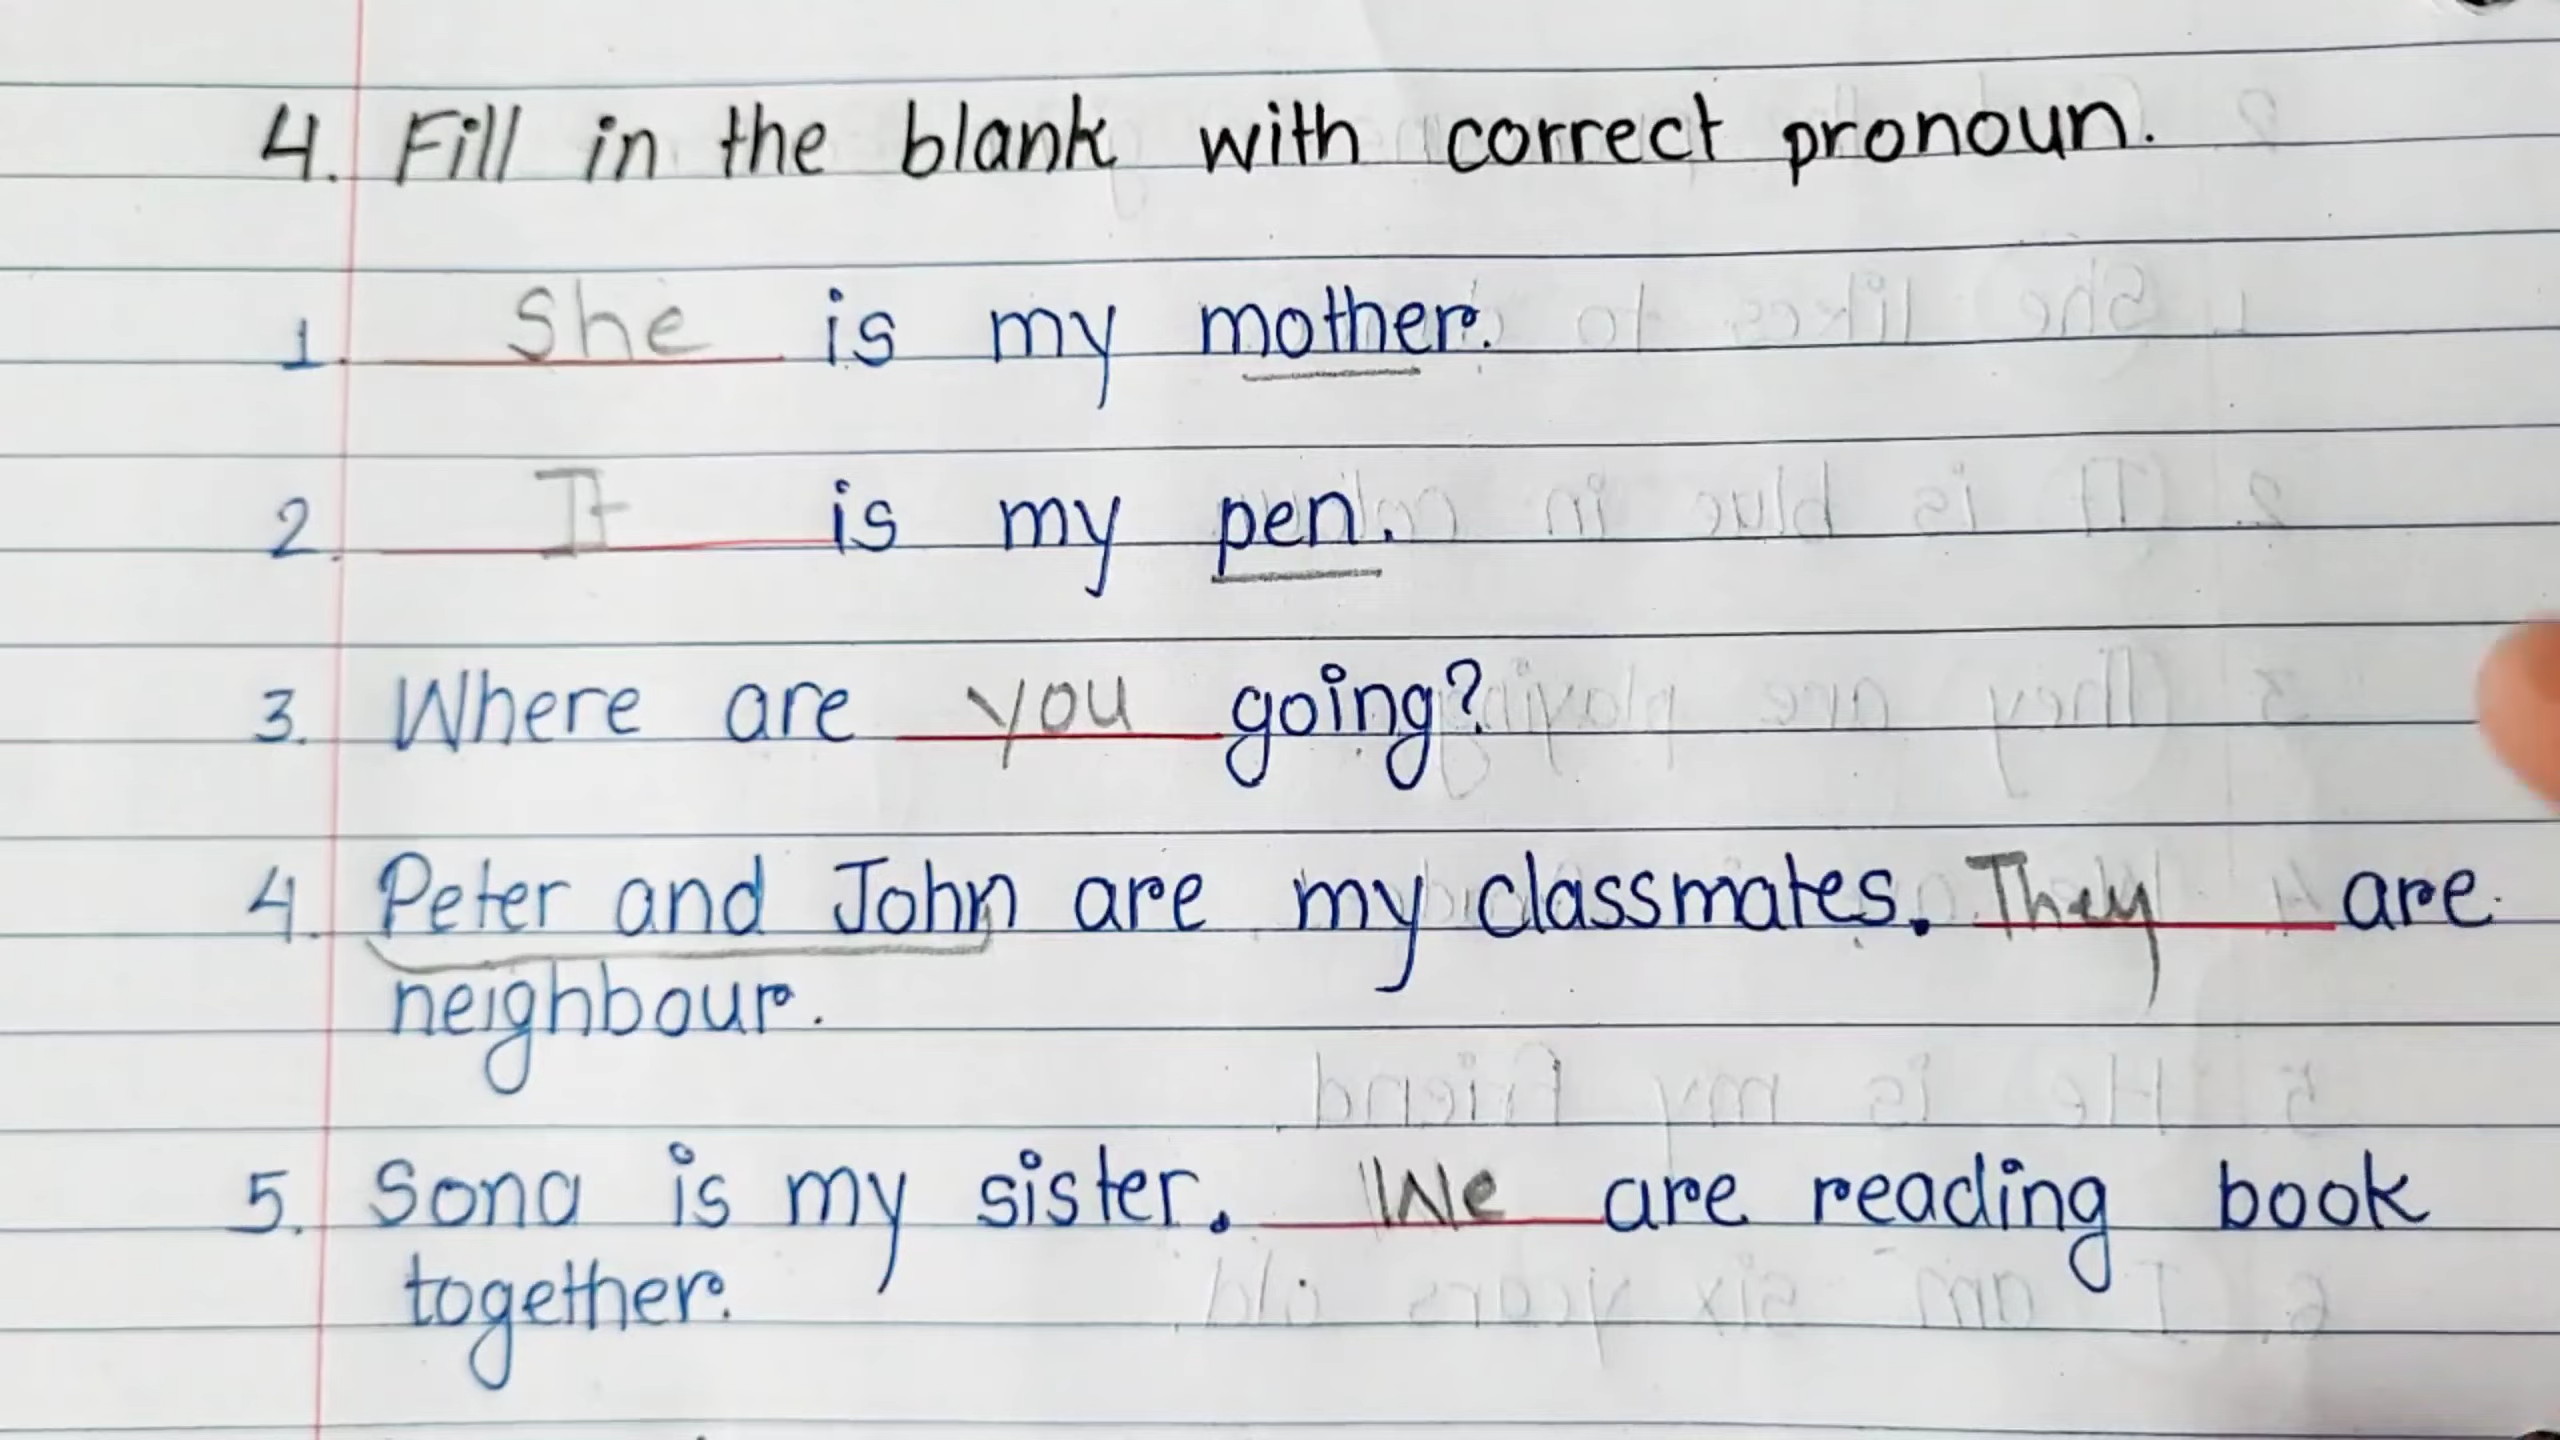 4. Fill in the blank with correct pronoun.
1. She is my mother.
2. It is my pen.
3. Where are you going?
4. Peter and John are my classmates. They are
neighbour.
5. Sona is my sister. We are reading book
together.